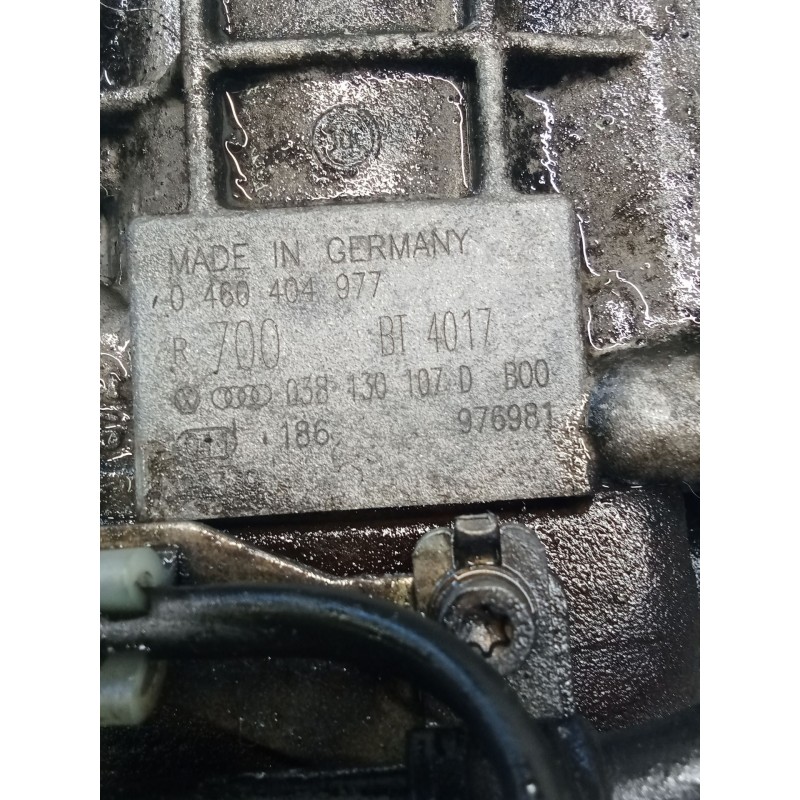 MADE IN GERMANY
0 460 404 977
R 700 BT 4017
038 130 107 D B00
186 976981